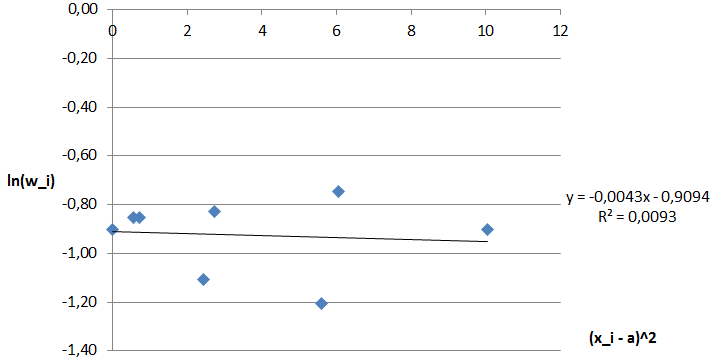 0,00
0 2 4 6 8 10 12
-0,20
-0,40
-0,60
ln(w_i)
-0,80
y = -0,0043x - 0,9094
R² = 0,0093
-1,00
-1,20
(x_i - a)^2
-1,40